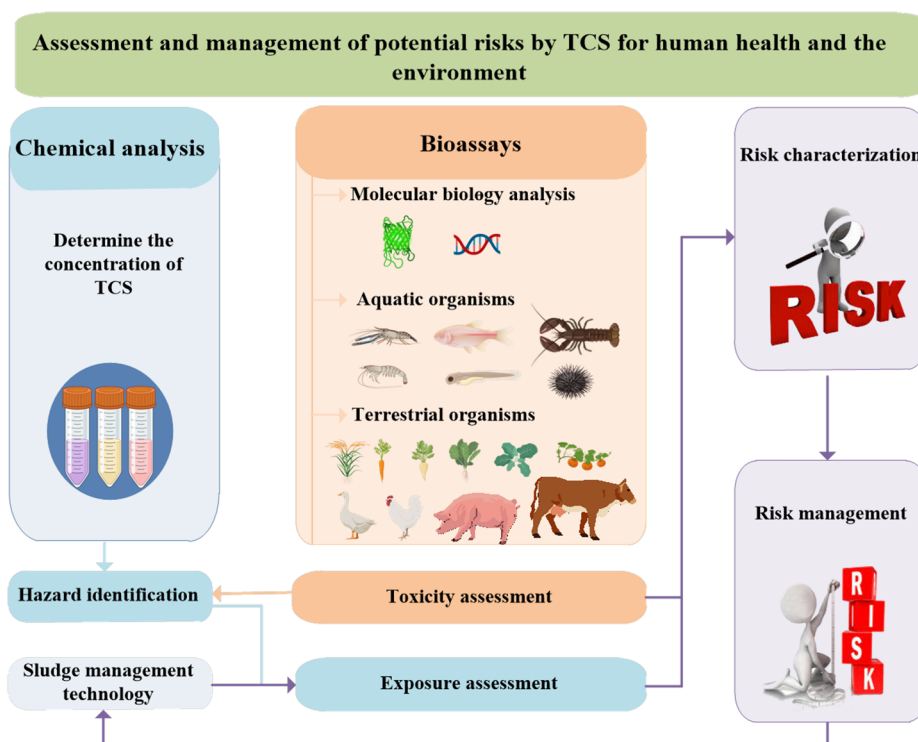 Assessment and management of potential risks by TCS for human health and the
environment
Chemical analysis
Determine the
concentration of
TCS
Bioassays
Molecular biology analysis
Aquatic organisms
Terrestrial organisms
Risk characterization
RISK
Risk management
R
I
S
K
Hazard identification
Toxicity assessment
Sludge management
technology
Exposure assessment